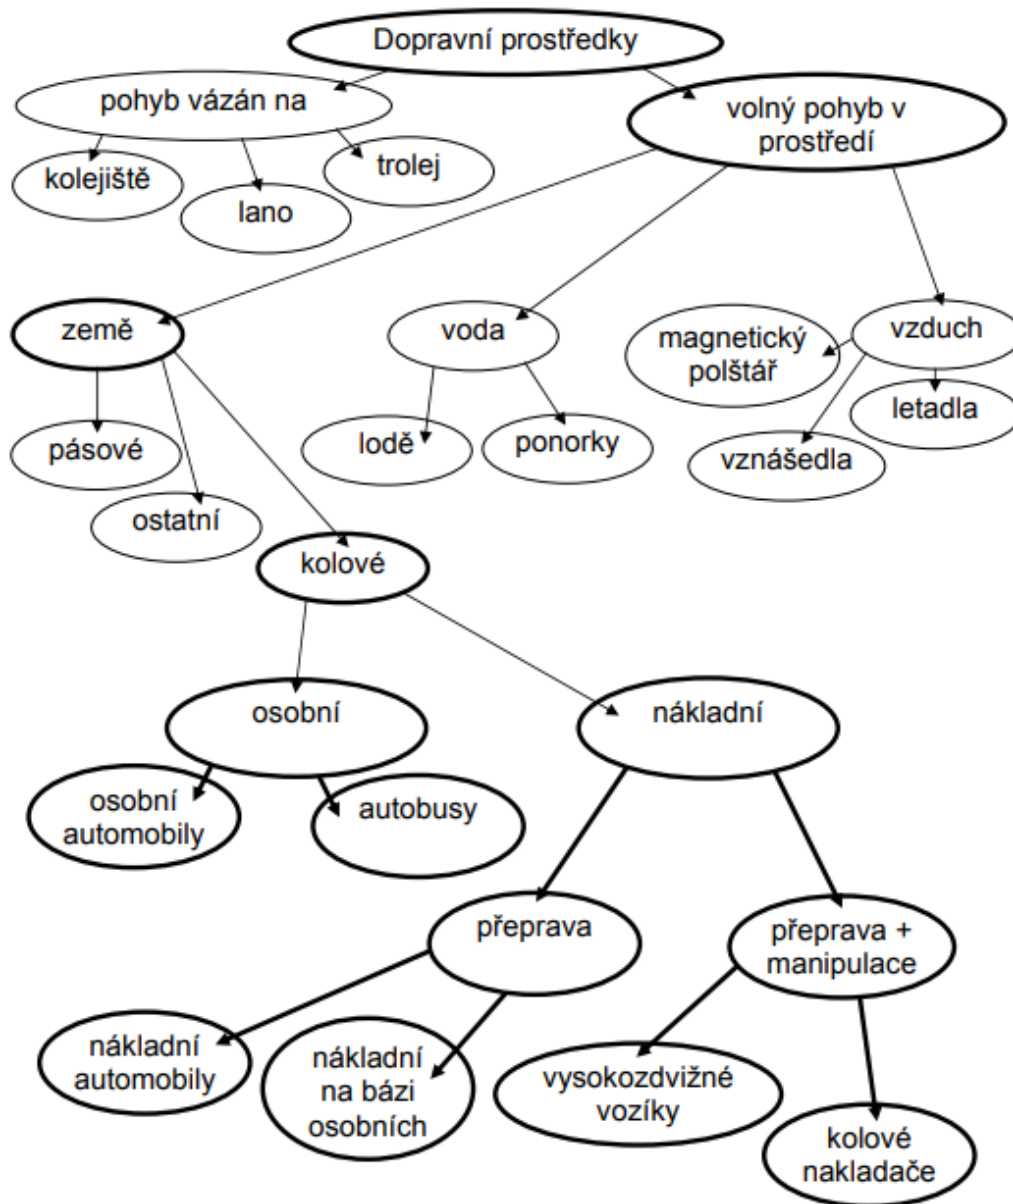 Dopravní prostředky
pohyb vázán na
volný pohyb v
prostředí
kolejiště
lano
trolej
země
voda
vzduch
magnetický
polštář
letadla
vznášedla
pásové
lodě
ponorky
ostatní
kolové
osobní
nákladní
osobní
automobily
autobusy
přeprava
přeprava +
manipulace
nákladní
automobily
nákladní
na bázi
osobních
vysokozdvižné
vozíky
kolové
nakladače